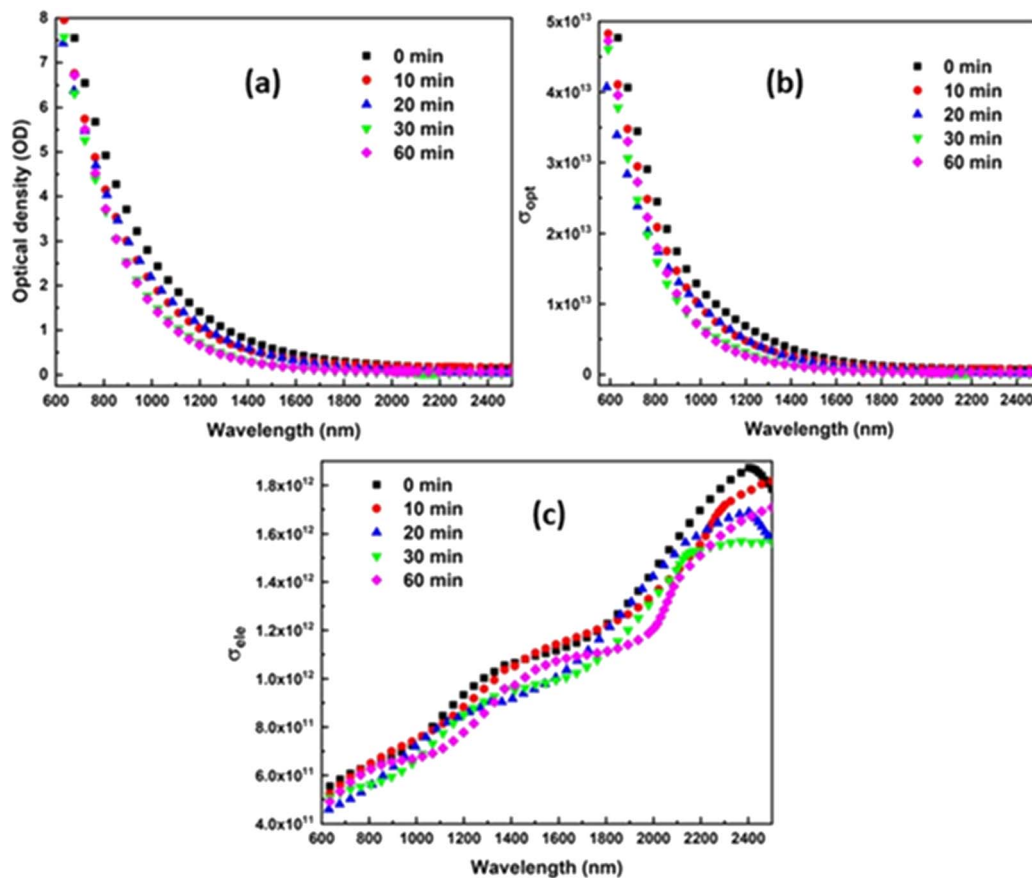 (a)
0 min
10 min
20 min
30 min
60 min
Optical density (OD)
8
7
6
5
4
3
2
1
0
600 800 1000 1200 1400 1600 1800 2000 2200 2400
Wavelength (nm)
(b)
0 min
10 min
20 min
30 min
60 min
σopt
5x10¹³
4x10¹³
3x10¹³
2x10¹³
1x10¹³
0
600 800 1000 1200 1400 1600 1800 2000 2200 2400
Wavelength (nm)
(c)
0 min
10 min
20 min
30 min
60 min
σele
1.8x10¹²
1.6x10¹²
1.4x10¹²
1.2x10¹²
1.0x10¹²
8.0x10¹¹
6.0x10¹¹
4.0x10¹¹
600 800 1000 1200 1400 1600 1800 2000 2200 2400
Wavelength (nm)